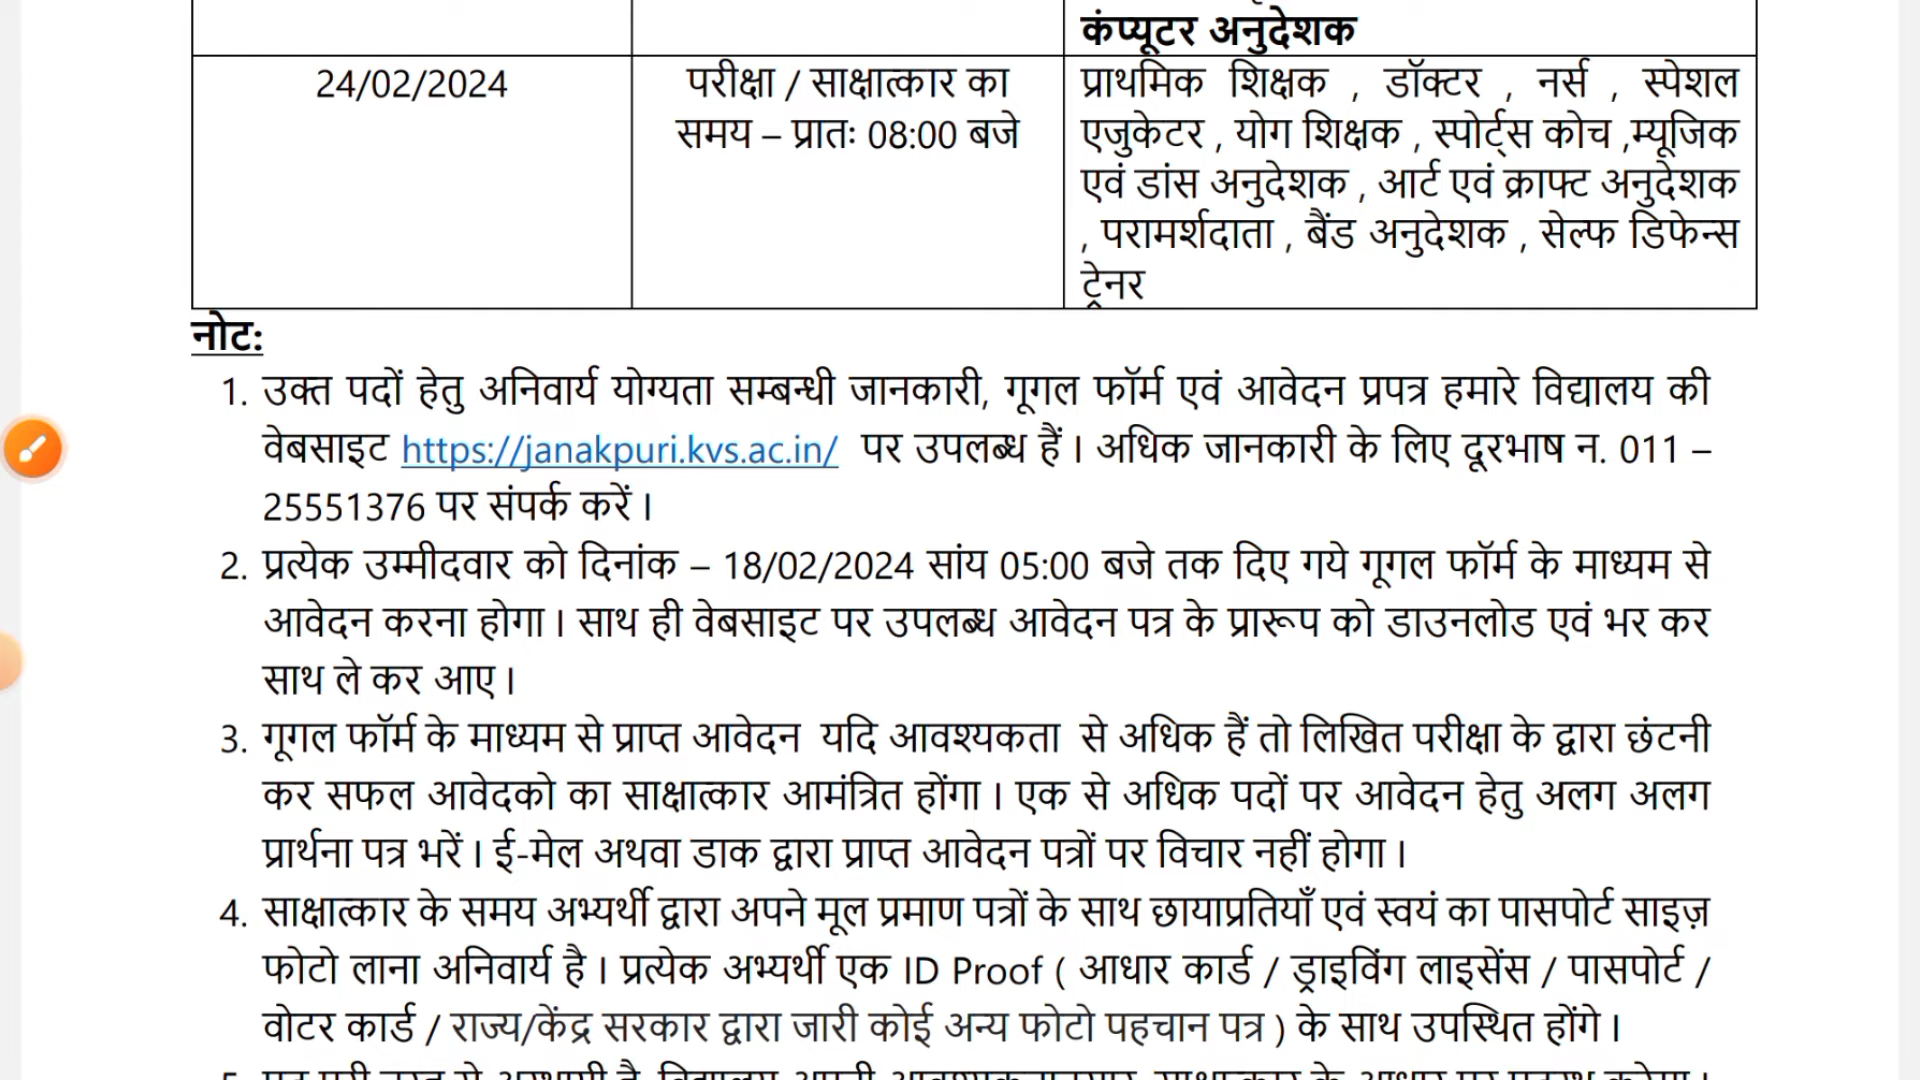 कंप्यूटर अनुदेशक
24/02/2024
परीक्षा / साक्षात्कार का
समय – प्रातः 08:00 बजे
प्राथमिक शिक्षक , डॉक्टर , नर्स , स्पेशल
एजुकेटर , योग शिक्षक , स्पोर्ट्स कोच ,म्यूजिक
एवं डांस अनुदेशक , आर्ट एवं क्राफ्ट अनुदेशक
, परामर्शदाता , बैंड अनुदेशक , सेल्फ डिफेन्स
ट्रेनर
नोट:
1. उक्त पदों हेतु अनिवार्य योग्यता सम्बन्धी जानकारी, गूगल फॉर्म एवं आवेदन प्रपत्र हमारे विद्यालय की
वेबसाइट https://janakpuri.kvs.ac.in/ पर उपलब्ध हैं । अधिक जानकारी के लिए दूरभाष न. 011 –
25551376 पर संपर्क करें ।
2. प्रत्येक उम्मीदवार को दिनांक – 18/02/2024 सांय 05:00 बजे तक दिए गये गूगल फॉर्म के माध्यम से
आवेदन करना होगा । साथ ही वेबसाइट पर उपलब्ध आवेदन पत्र के प्रारूप को डाउनलोड एवं भर कर
साथ ले कर आए ।
3. गूगल फॉर्म के माध्यम से प्राप्त आवेदन यदि आवश्यकता से अधिक हैं तो लिखित परीक्षा के द्वारा छंटनी
कर सफल आवेदको का साक्षात्कार आमंत्रित होंगा । एक से अधिक पदों पर आवेदन हेतु अलग अलग
प्रार्थना पत्र भरें । ई-मेल अथवा डाक द्वारा प्राप्त आवेदन पत्रों पर विचार नहीं होगा ।
4. साक्षात्कार के समय अभ्यर्थी द्वारा अपने मूल प्रमाण पत्रों के साथ छायाप्रतियाँ एवं स्वयं का पासपोर्ट साइज़
फोटो लाना अनिवार्य है । प्रत्येक अभ्यर्थी एक ID Proof ( आधार कार्ड / ड्राइविंग लाइसेंस / पासपोर्ट /
वोटर कार्ड / राज्य/केंद्र सरकार द्वारा जारी कोई अन्य फोटो पहचान पत्र ) के साथ उपस्थित होंगे ।